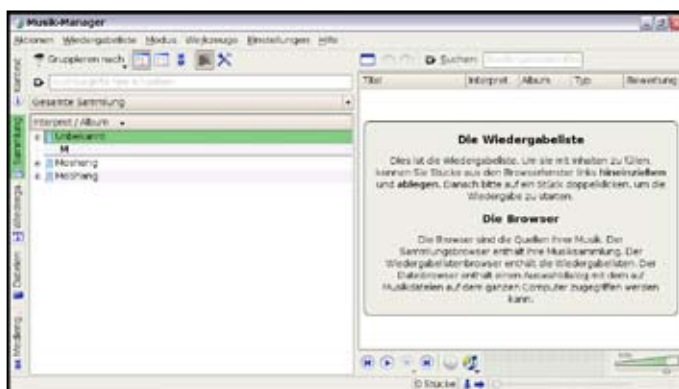 Musik-Manager
Aktionen Wiedergabeliste Modus Werkzeuge Einstellungen Hilfe
Gruppieren nach
Suchen:
Gesamte Sammlung
Titel Interpret Album Typ Bewertung
Interpret / Album
Unbekannt
M
Moshang
Moshang
Kontext
Sammlung
Wiederga...
Dateien
Medieng...
Die Wiedergabeliste
Dies ist die Wiedergabeliste. Um sie mit Inhalten zu füllen,
können Sie Stücke aus den Browserfenster links hineinziehen
und ablegen. Danach bitte auf ein Stück doppelklicken, um die
Wiedergabe zu starten.
Die Browser
Die Browser sind die Quellen Ihrer Musik. Der
Sammlungsbrowser enthält Ihre Musiksammlung. Der
Wiedergabelistenbrowser enthält die Wiedergabelisten. Der
Dateibrowser enthält einen Auswahldialog mit dem auf
Musikdateien auf dem ganzen Computer zugegriffen werden
kann.
0 Stücke